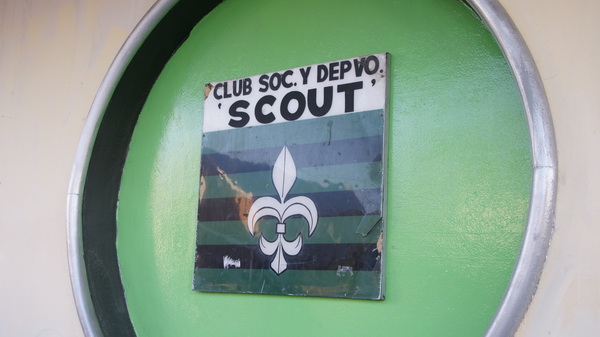 CLUB SOC. Y DEPVO.
'SCOUT'